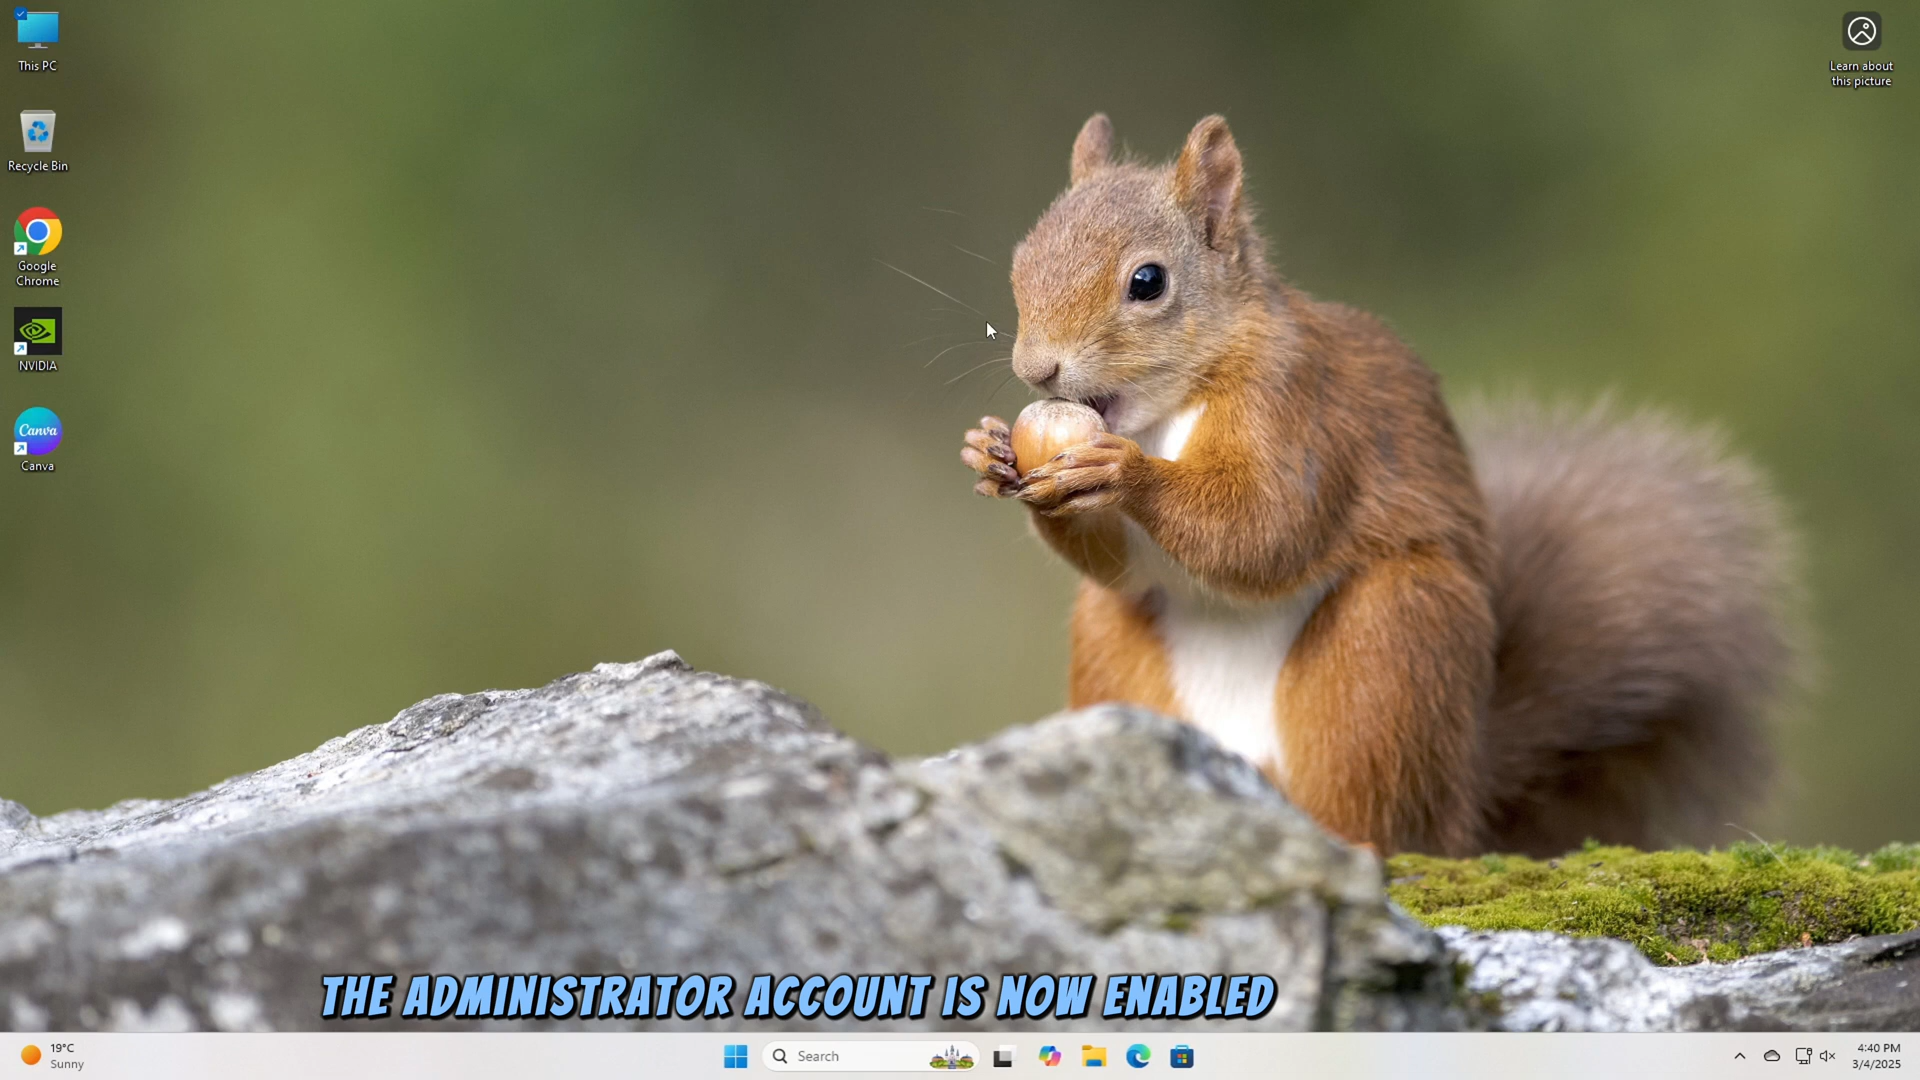 This PC
Learn about
this picture
Recycle Bin
Google
Chrome
NVIDIA
Canva
Canva
THE ADMINISTRATOR ACCOUNT IS NOW ENABLED
19°C
Sunny
Search
4:40 PM
3/4/2025